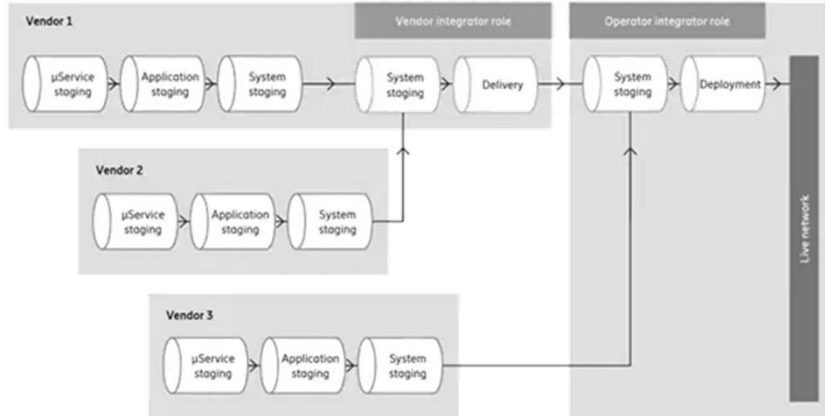 Vendor 1
Vendor integrator role
Operator integrator role
µService
staging
Application
staging
System
staging
System
staging
Delivery
System
staging
Deployment
Vendor 2
µService
staging
Application
staging
System
staging
Live network
Vendor 3
µService
staging
Application
staging
System
staging